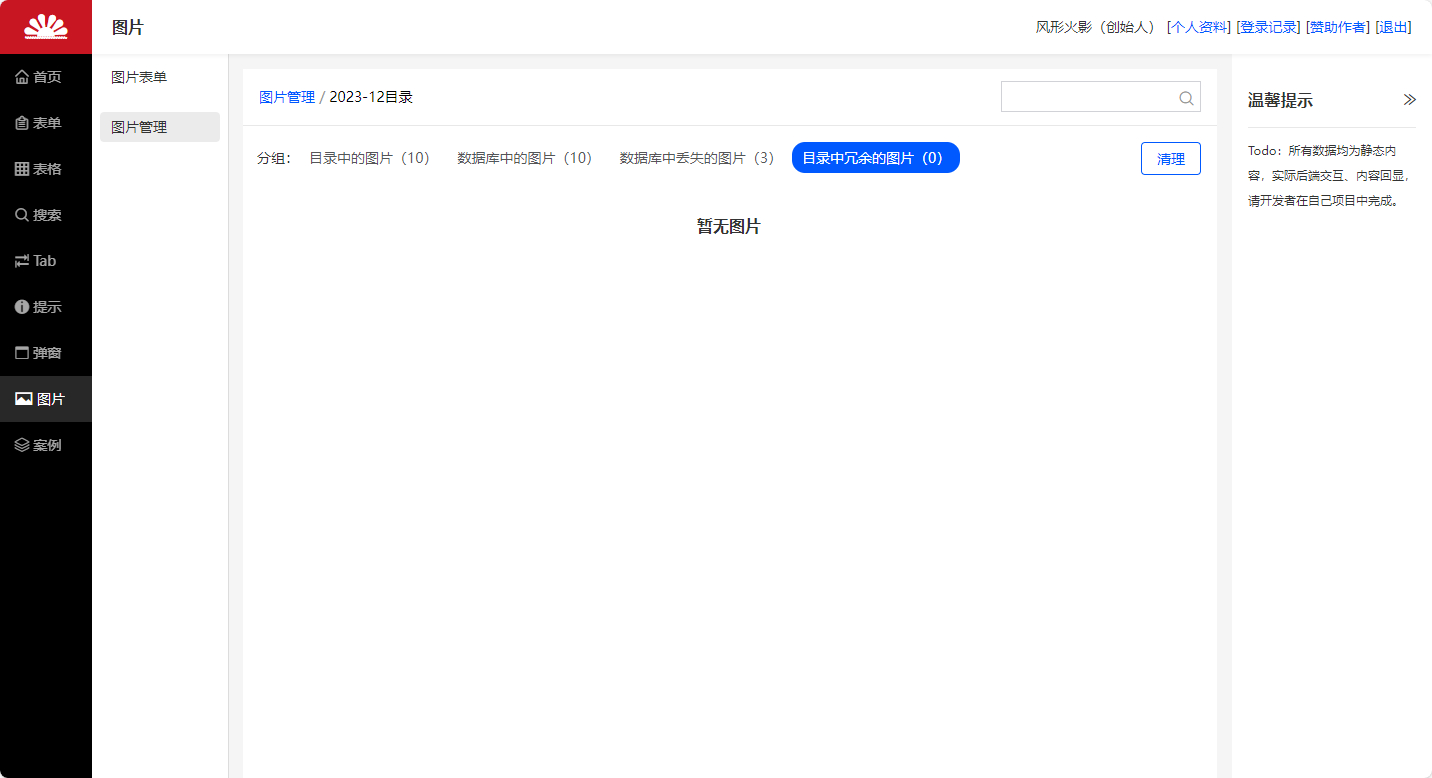 图片
风形火影（创始人） [个人资料] [登录记录] [赞助作者] [退出]
首页
表单
表格
搜索
Tab
提示
弹窗
图片
案例
图片表单
图片管理
图片管理 / 2023-12目录
分组： 目录中的图片（10） 数据库中的图片（10） 数据库中丢失的图片（3） 目录中冗余的图片（0） 清理
暂无图片
温馨提示
Todo：所有数据均为静态内
容，实际后端交互、内容回显，
请开发者在自己项目中完成。